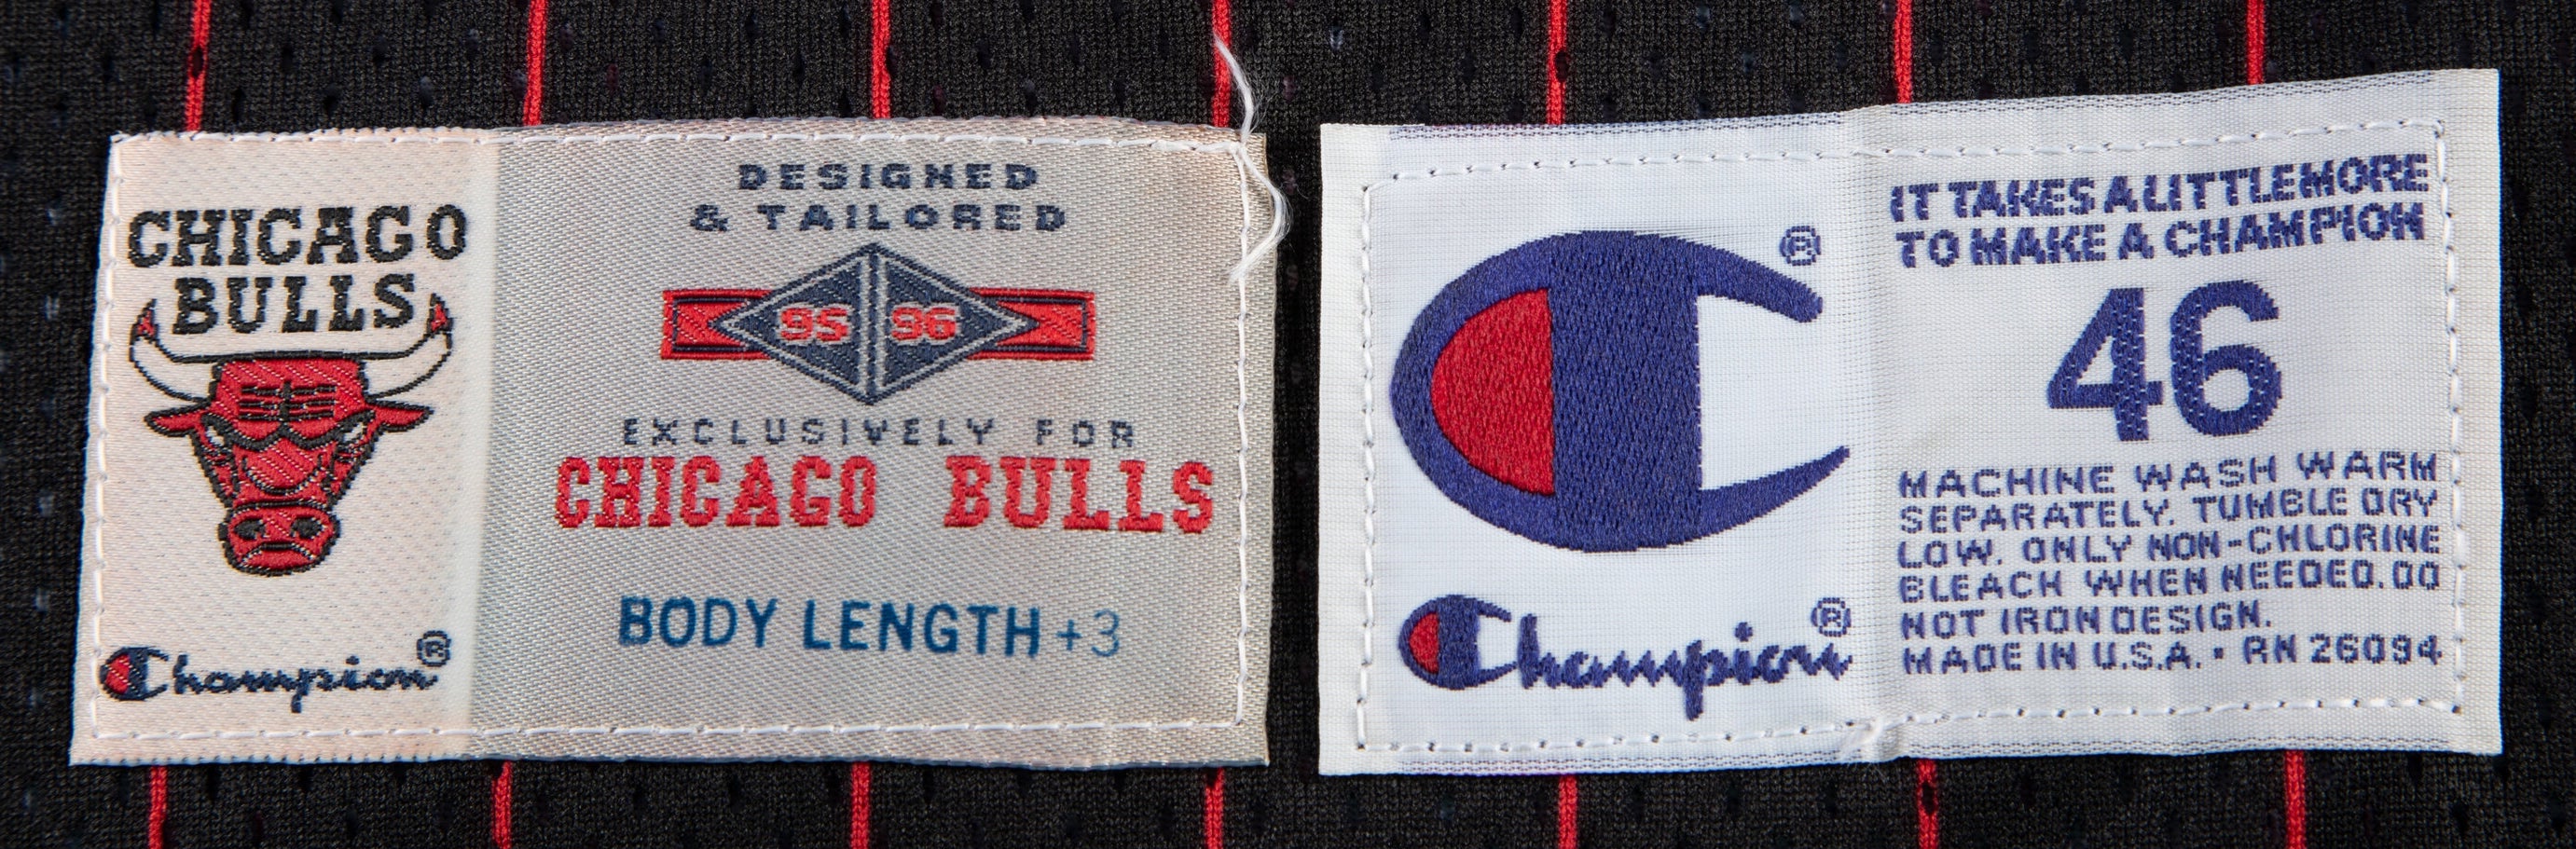 CHICAGO
BULLS
Champion®
DESIGNED
& TAILORED
95 96
EXCLUSIVELY FOR
CHICAGO BULLS
BODY LENGTH +3
®
Champion®
IT TAKES A LITTLE MORE
TO MAKE A CHAMPION
46
MACHINE WASH WARM
SEPARATELY. TUMBLE DRY
LOW. ONLY NON-CHLORINE
BLEACH WHEN NEEDED. DO
NOT IRON DESIGN.
MADE IN U.S.A. • RN 26094